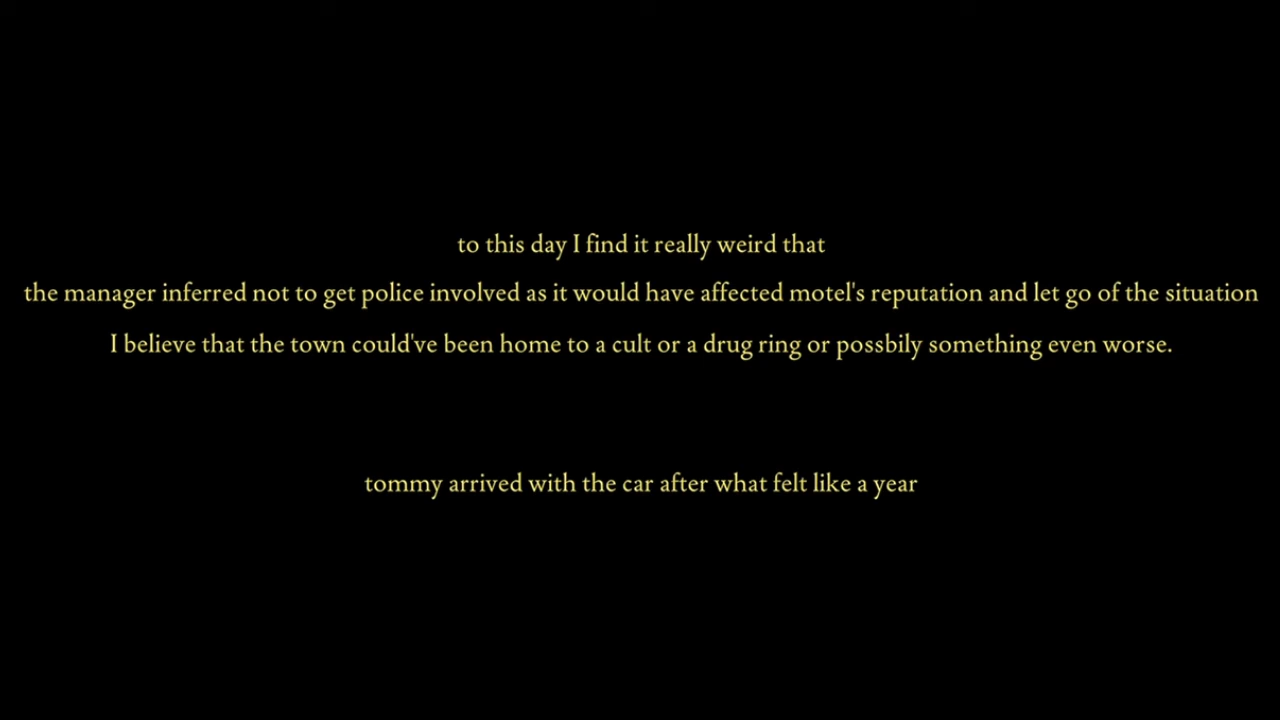 to this day I find it really weird that
the manager inferred not to get police involved as it would have affected motel's reputation and let go of the situation
I believe that the town could've been home to a cult or a drug ring or possbily something even worse.
tommy arrived with the car after what felt like a year